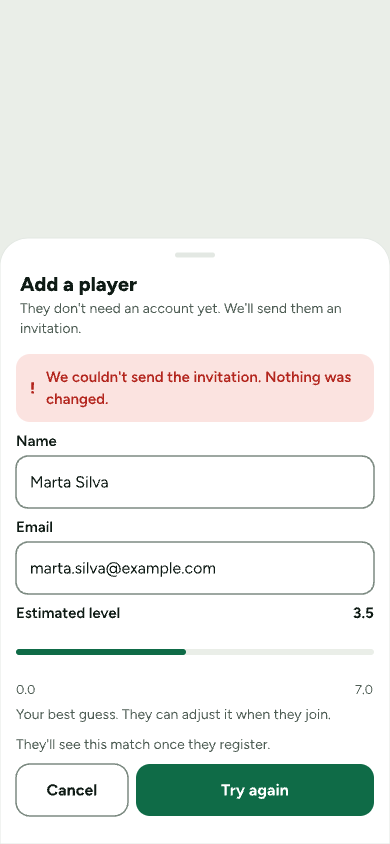 Add a player
They don't need an account yet. We'll send them an
invitation.
! We couldn't send the invitation. Nothing was
changed.
Name
Marta Silva
Email
marta.silva@example.com
Estimated level 3.5
0.0 7.0
Your best guess. They can adjust it when they join.
They'll see this match once they register.
Cancel Try again